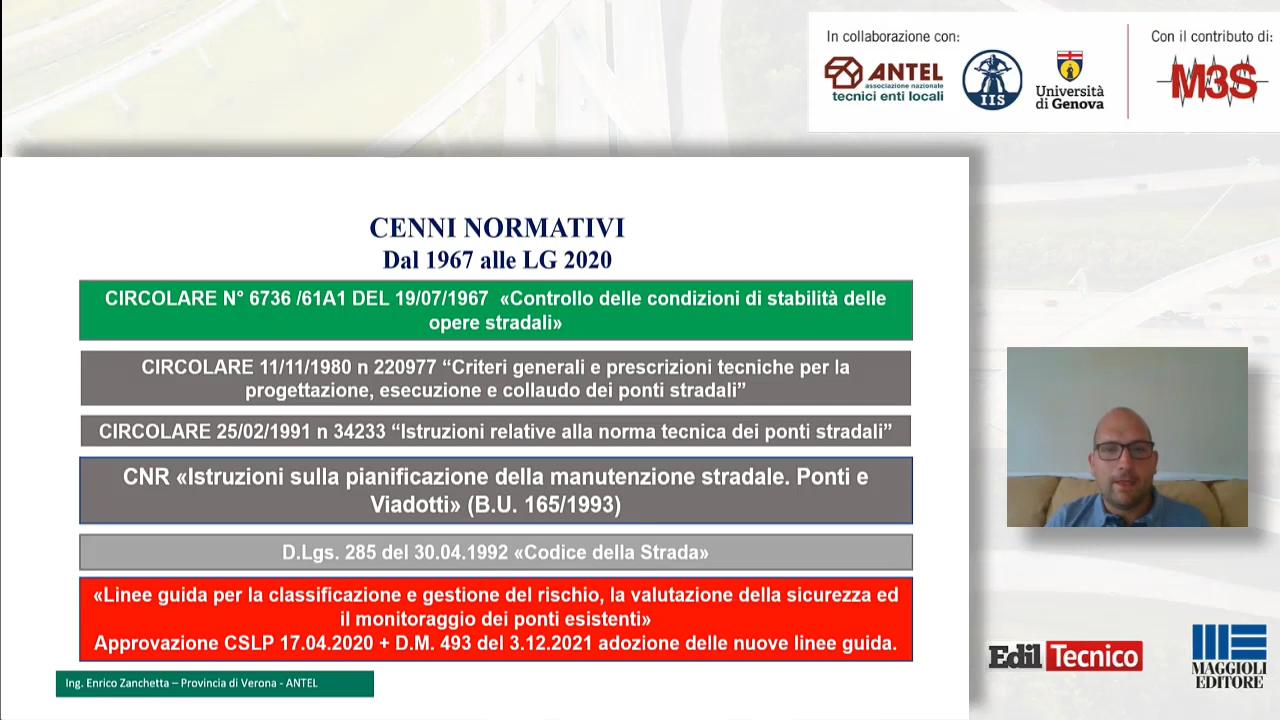 In collaborazione con:
Con il contributo di:
ANTEL
associazione nazionale
tecnici enti locali
IIS
Università
di Genova
M3S
CENNI NORMATIVI
Dal 1967 alle LG 2020
CIRCOLARE N° 6736 /61A1 DEL 19/07/1967 «Controllo delle condizioni di stabilità delle
opere stradali»
CIRCOLARE 11/11/1980 n 220977 “Criteri generali e prescrizioni tecniche per la
progettazione, esecuzione e collaudo dei ponti stradali”
CIRCOLARE 25/02/1991 n 34233 “Istruzioni relative alla norma tecnica dei ponti stradali”
CNR «Istruzioni sulla pianificazione della manutenzione stradale. Ponti e
Viadotti» (B.U. 165/1993)
D.Lgs. 285 del 30.04.1992 «Codice della Strada»
«Linee guida per la classificazione e gestione del rischio, la valutazione della sicurezza ed
il monitoraggio dei ponti esistenti»
Approvazione CSLP 17.04.2020 + D.M. 493 del 3.12.2021 adozione delle nuove linee guida.
Ing. Enrico Zanchetta – Provincia di Verona - ANTEL
Edil Tecnico
MAGGIOLI
EDITORE